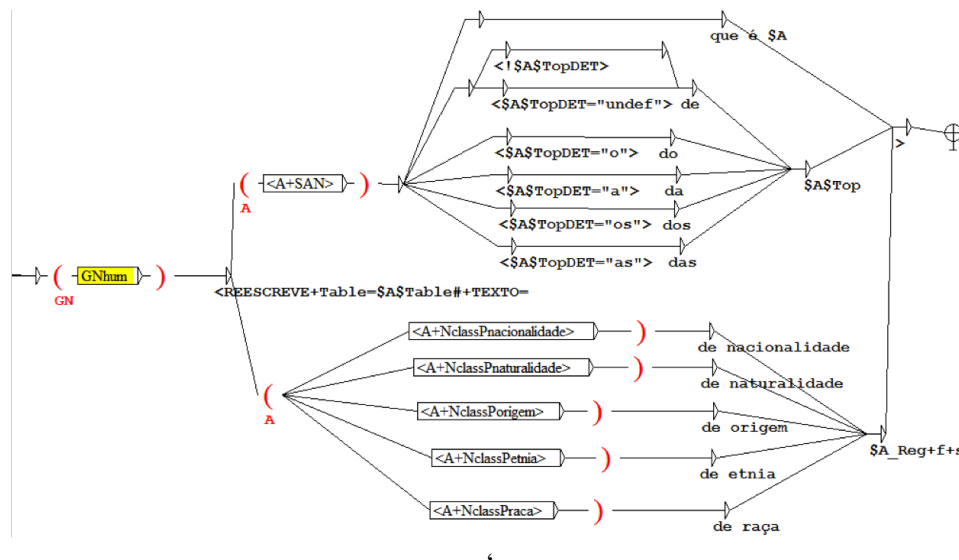 que é $A
<!$A$TopDET>
<$A$TopDET="undef"> de
<$A$TopDET="o"> do
( <A+SAN> )
A
<$A$TopDET="a"> da
>
$A$Top
<$A$TopDET="os"> dos
<$A$TopDET="as"> das
( GNhum )
GN
<REESCREVE+Table=$A$Table#+TEXTO=
<A+NclassPnacionalidade> )
de nacionalidade
<A+NclassPnaturalidade> )
de naturalidade
(
A
<A+NclassPorigem> )
de origem
$A_Reg+f+s
<A+NclassPetnia> )
de etnia
<A+NclassPraca> )
de raça
‘